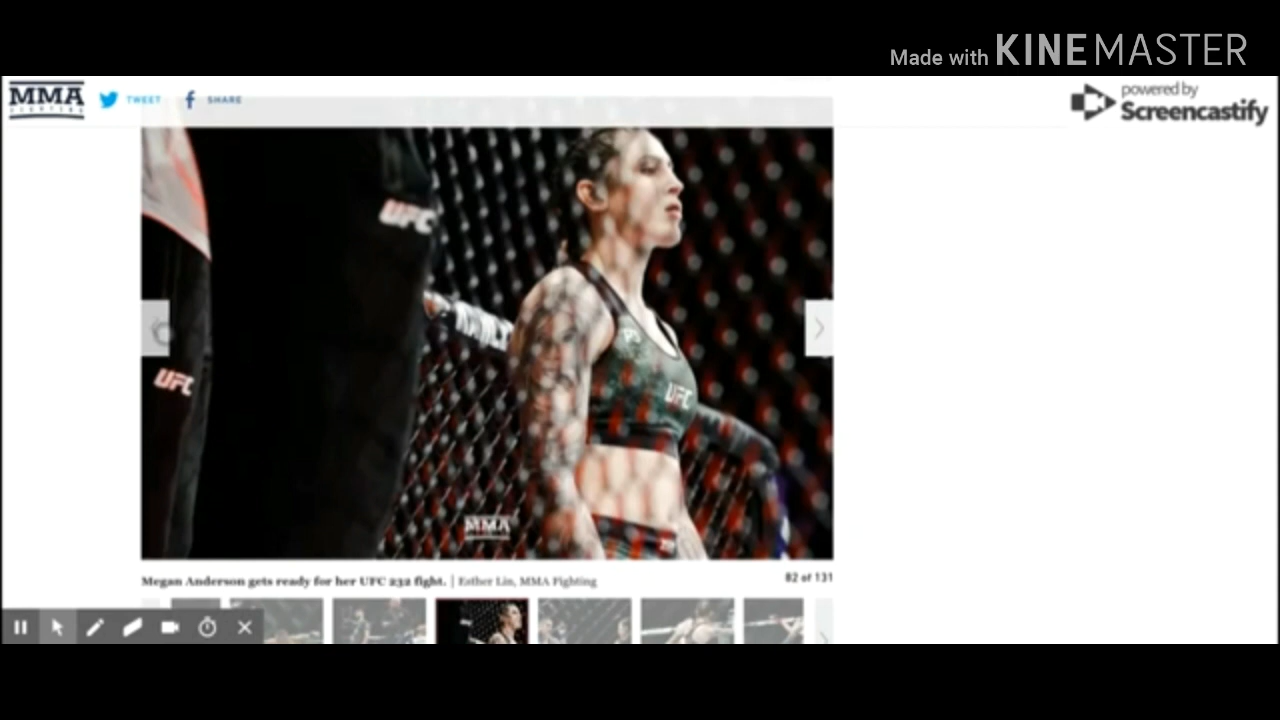 Made with KINEMASTER
MMA
FIGHTING
TWEET
SHARE
powered by
Screencastify
UFC
UFC
UFC
MMA
Megan Anderson gets ready for her UFC 232 fight. | Esther Lin, MMA Fighting
82 of 131